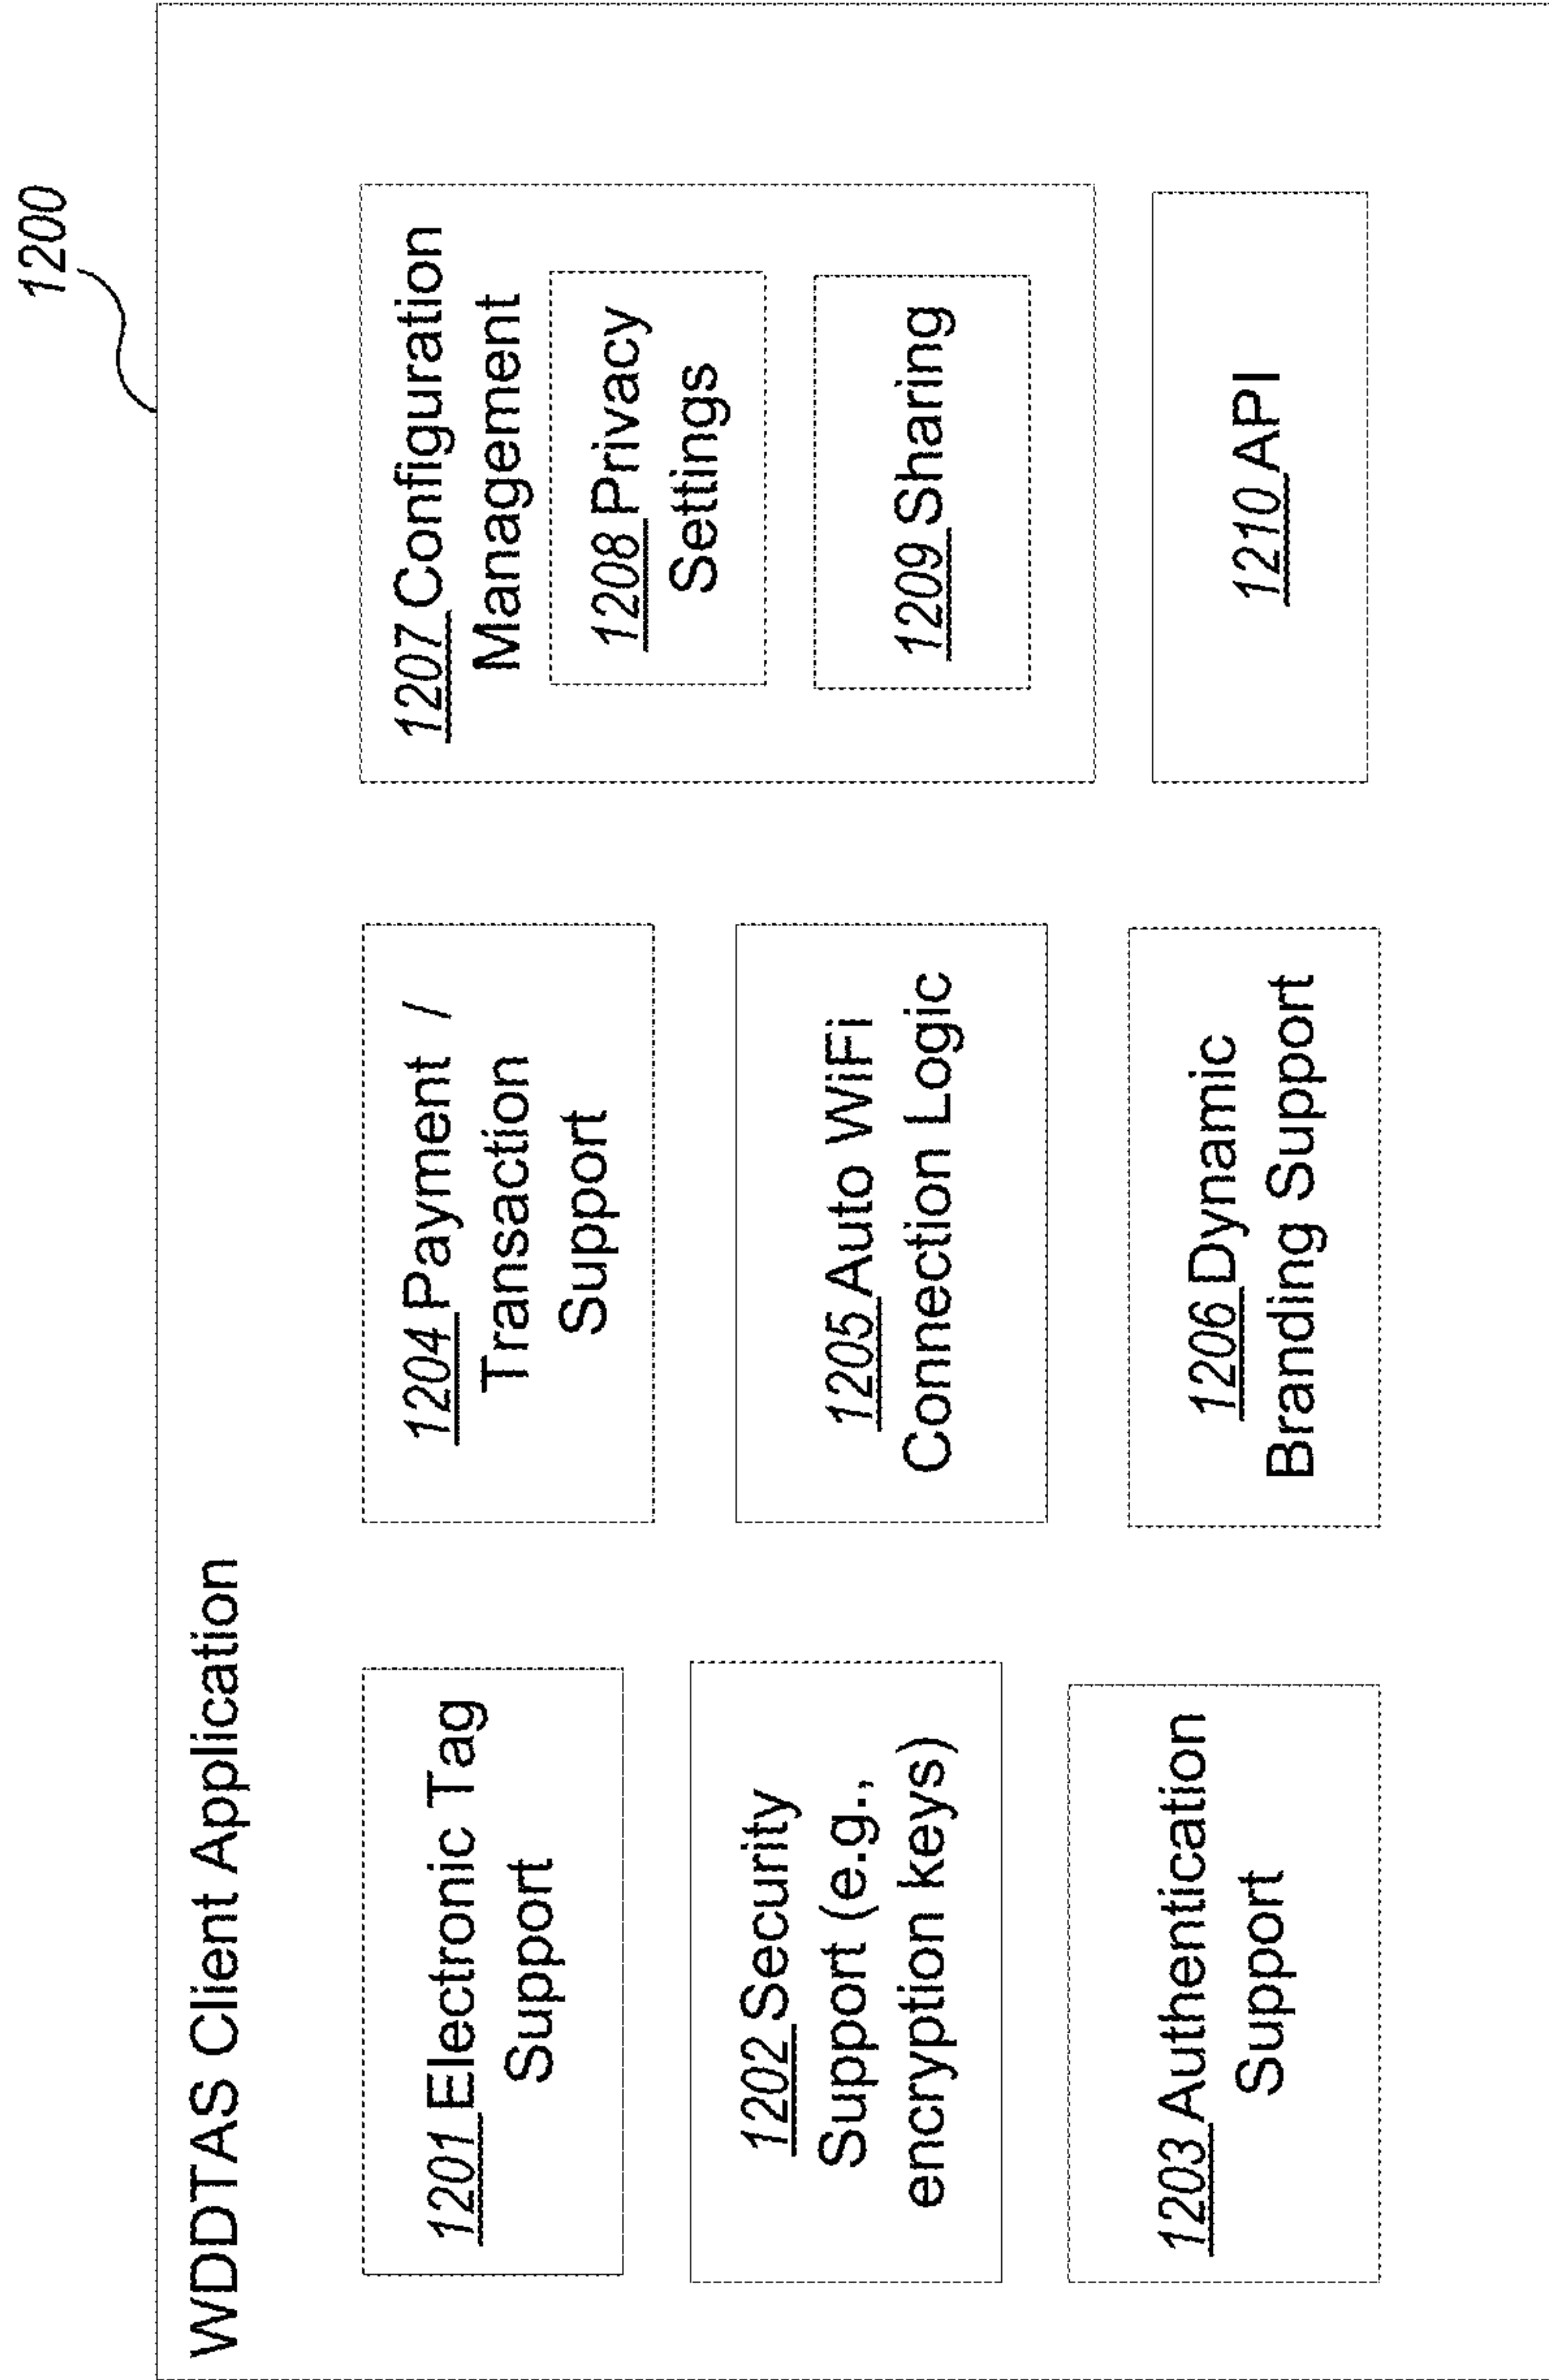 1200
WDDTAS Client Application
1201 Electronic Tag
Support
1202 Security
Support (e.g.,
encryption keys)
1203 Authentication
Support
1204 Payment /
Transaction
Support
1205 Auto WiFi
Connection Logic
1206 Dynamic
Branding Support
1207 Configuration
Management
1208 Privacy
Settings
1209 Sharing
1210 API